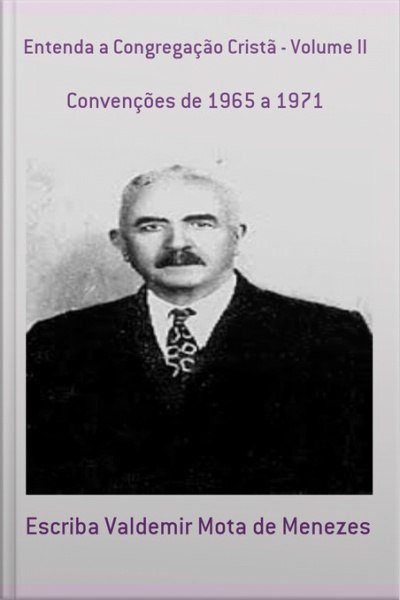 Entenda a Congregação Cristã - Volume II
Convenções de 1965 a 1971
Escriba Valdemir Mota de Menezes